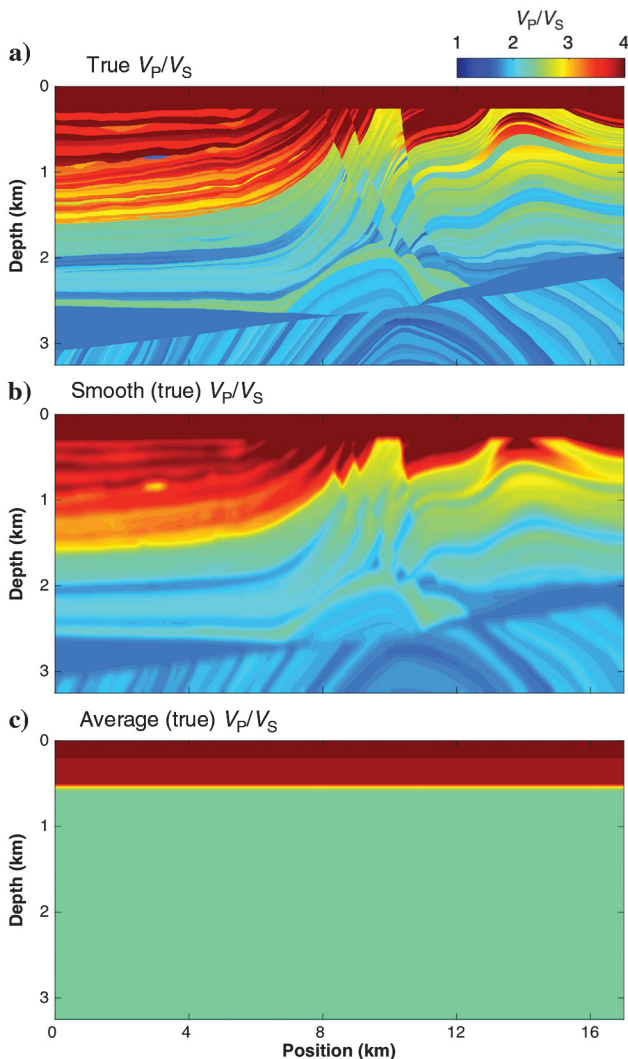 a)
True VP/VS
VP/VS
1 2 3 4
0
1
2
3
Depth (km)
b)
Smooth (true) VP/VS
0
1
2
3
Depth (km)
c)
Average (true) VP/VS
0
1
2
3
Depth (km)
0 4 8 12 16
Position (km)